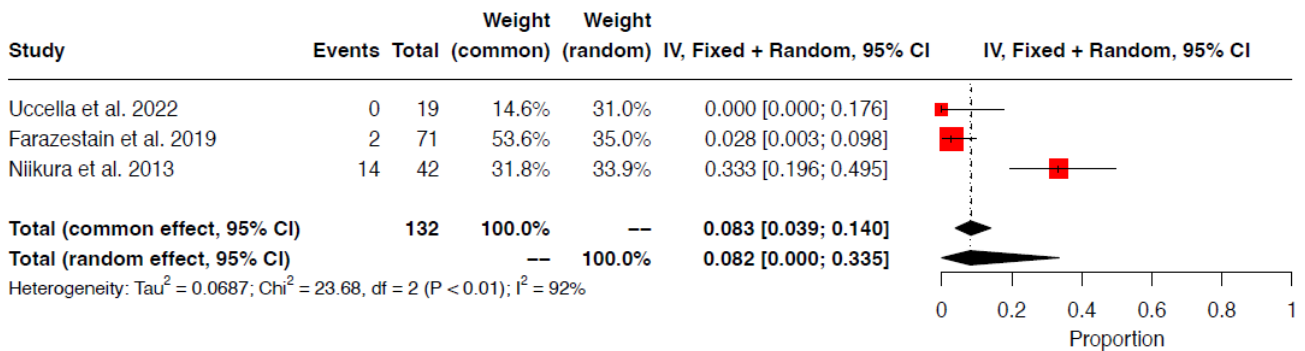 Weight Weight
Study Events Total (common) (random) IV, Fixed + Random, 95% CI IV, Fixed + Random, 95% CI
Uccella et al. 2022 0 19 14.6% 31.0% 0.000 [0.000; 0.176]
Farazestain et al. 2019 2 71 53.6% 35.0% 0.028 [0.003; 0.098]
Niikura et al. 2013 14 42 31.8% 33.9% 0.333 [0.196; 0.495]
Total (common effect, 95% CI) 132 100.0% −− 0.083 [0.039; 0.140]
Total (random effect, 95% CI) −− 100.0% 0.082 [0.000; 0.335]
Heterogeneity: Tau² = 0.0687; Chi² = 23.68, df = 2 (P < 0.01); I² = 92%
0 0.2 0.4 0.6 0.8 1
Proportion